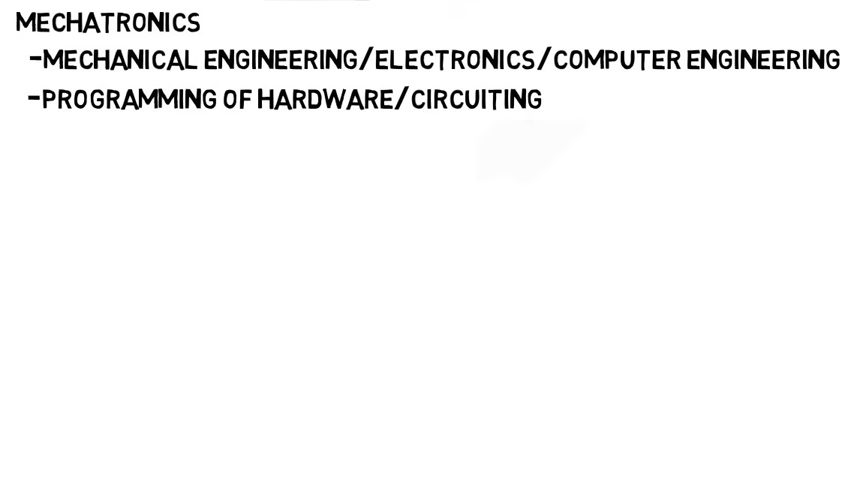 MECHATRONICS
-MECHANICAL ENGINEERING/ELECTRONICS/COMPUTER ENGINEERING
-PROGRAMMING OF HARDWARE/CIRCUITING